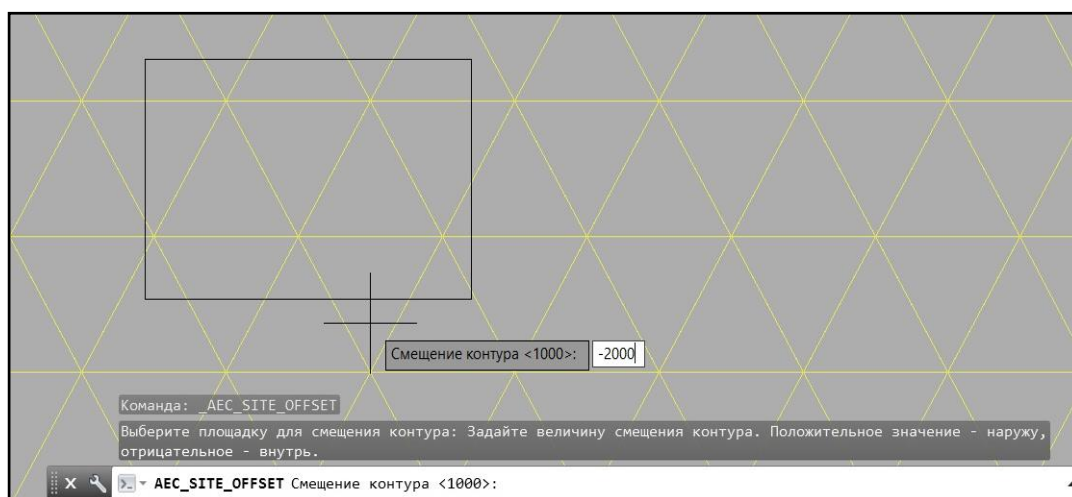 Смещение контура <1000>: -2000
Команда: _AEC_SITE_OFFSET
Выберите площадку для смещения контура: Задайте величину смещения контура. Положительное значение - наружу,
отрицательное - внутрь.
AEC_SITE_OFFSET Смещение контура <1000>: